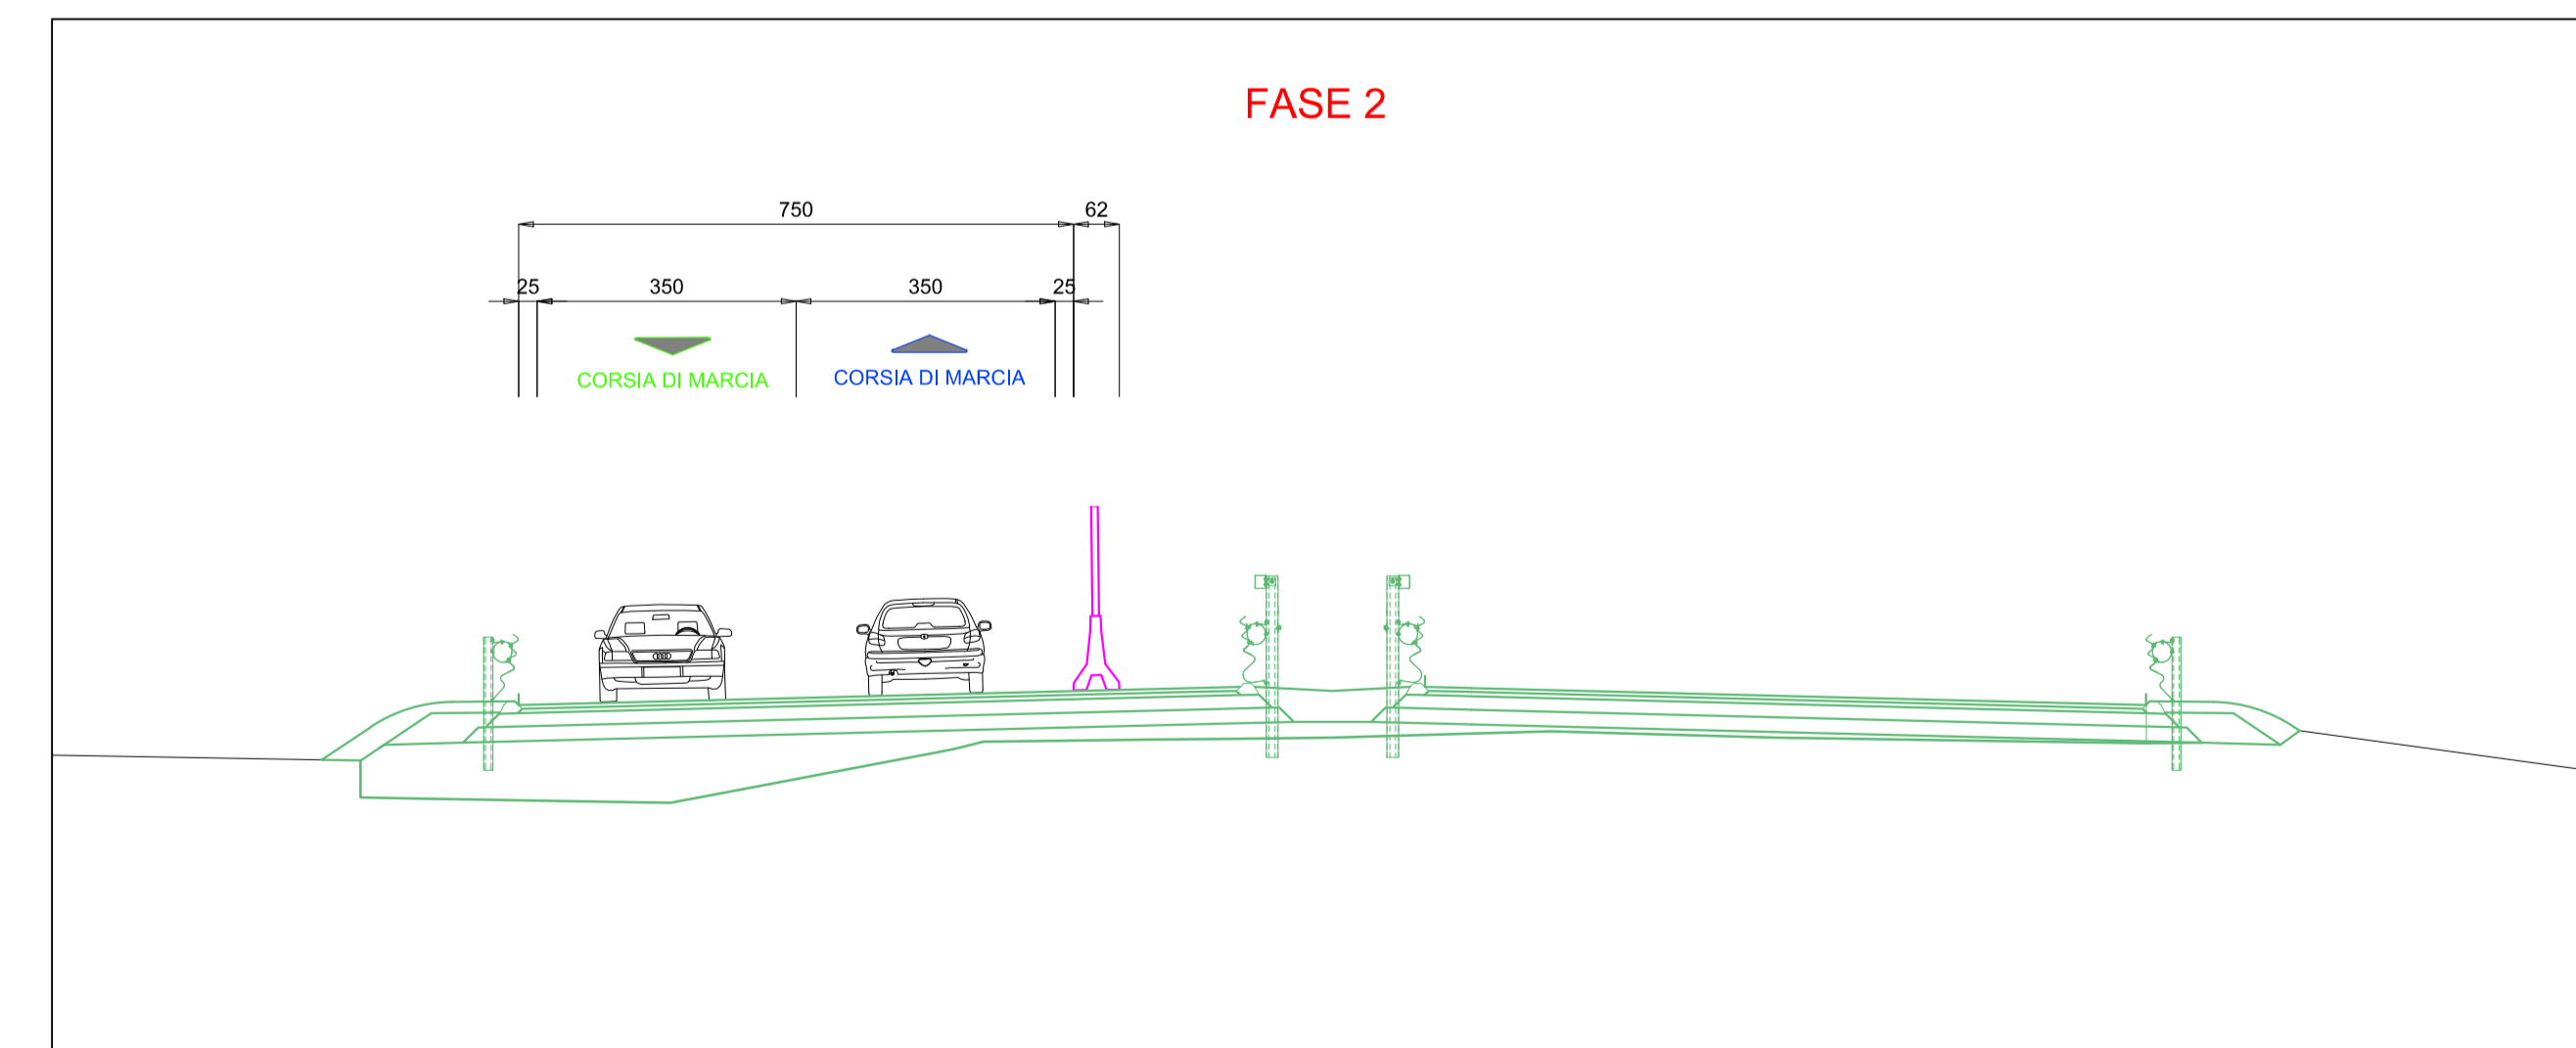 FASE 2
750 62
25 350 350 25
CORSIA DI MARCIA CORSIA DI MARCIA